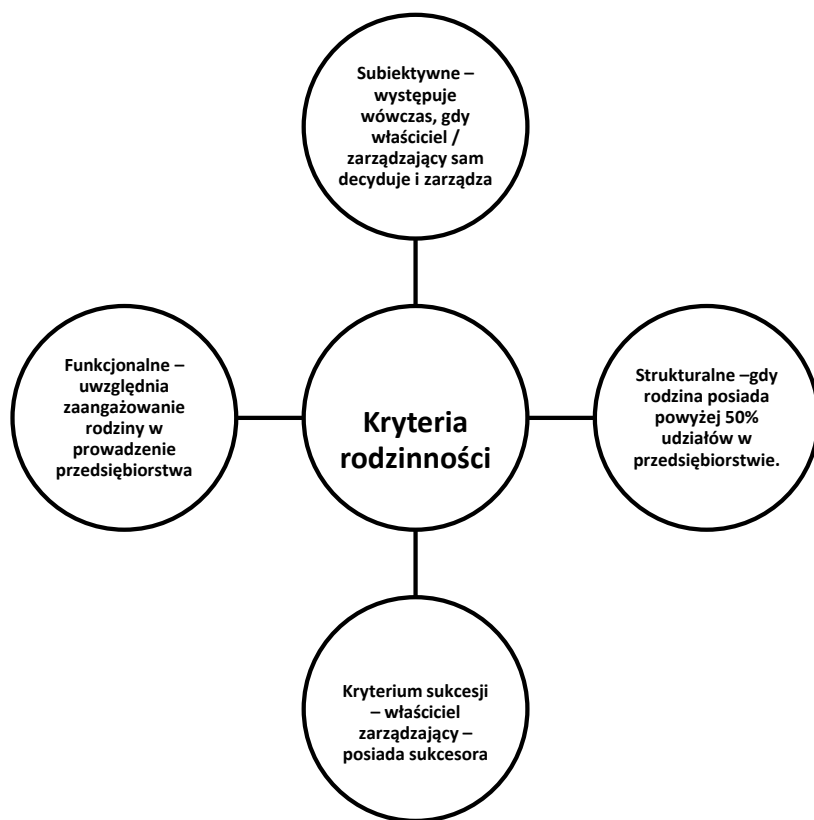 Subiektywne –
występuje
wówczas, gdy
właściciel /
zarządzający sam
decyduje i zarządza
Funkcjonalne –
uwzględnia
zaangażowanie
rodziny w
prowadzenie
przedsiębiorstwa
Kryteria
rodzinności
Strukturalne –gdy
rodzina posiada
powyżej 50%
udziałów w
przedsiębiorstwie.
Kryterium sukcesji
– właściciel
zarządzający –
posiada sukcesora